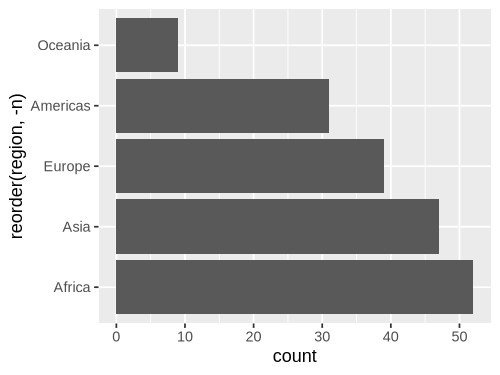 reorder(region, -n)
Oceania
Americas
Europe
Asia
Africa
0 10 20 30 40 50
count